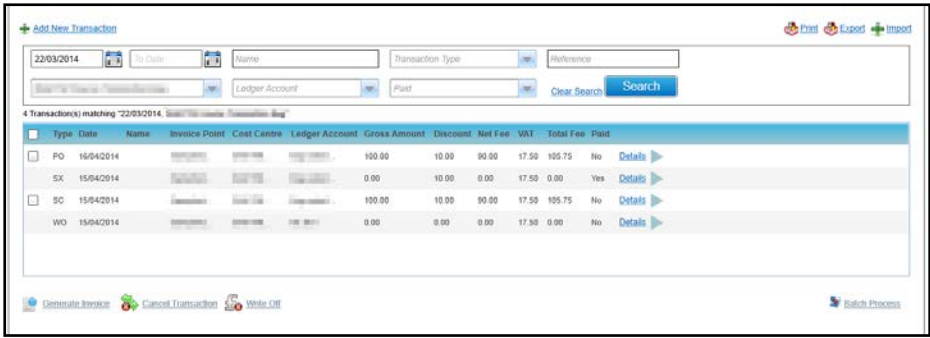 Add New Transaction Print Export Import
22/03/2014 To Date Name Transaction Type Reference
Ledger Account Paid Clear Search Search
4 Transaction(s) matching "22/03/2014,
Type Date Name Invoice Point Cost Centre Ledger Account Gross Amount Discount Net Fee VAT Total Fee Paid
PO 16/04/2014 100.00 10.00 90.00 17.50 105.75 No Details
SX 15/04/2014 0.00 10.00 0.00 17.50 0.00 Yes Details
SC 15/04/2014 100.00 10.00 90.00 17.50 105.75 No Details
WO 15/04/2014 0.00 0.00 0.00 17.50 0.00 No Details
Generate Invoice Cancel Transaction Write Off Batch Process